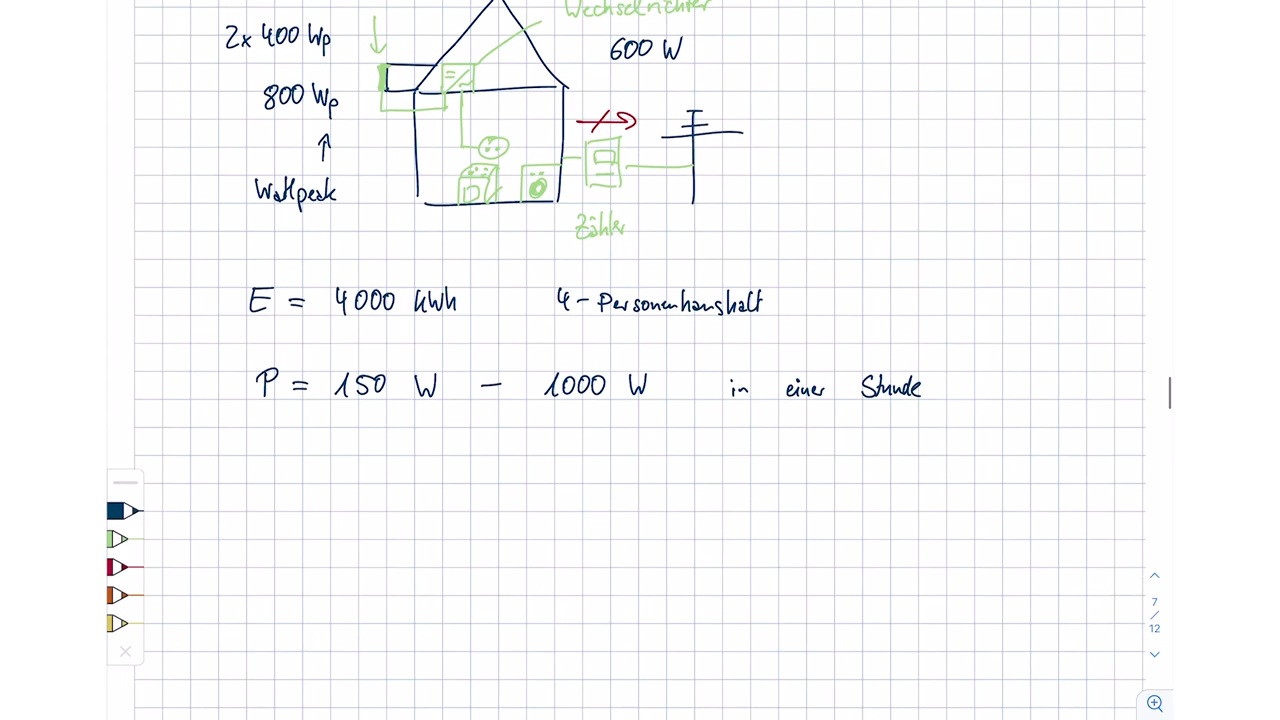 Wechselrichter
2x 400 Wp
600 W
800 Wp
Wattpeak
Zähler
E = 4000 kWh 4-Personenhaushalt
P = 150 W - 1000 W in einer Stunde
7
/
12